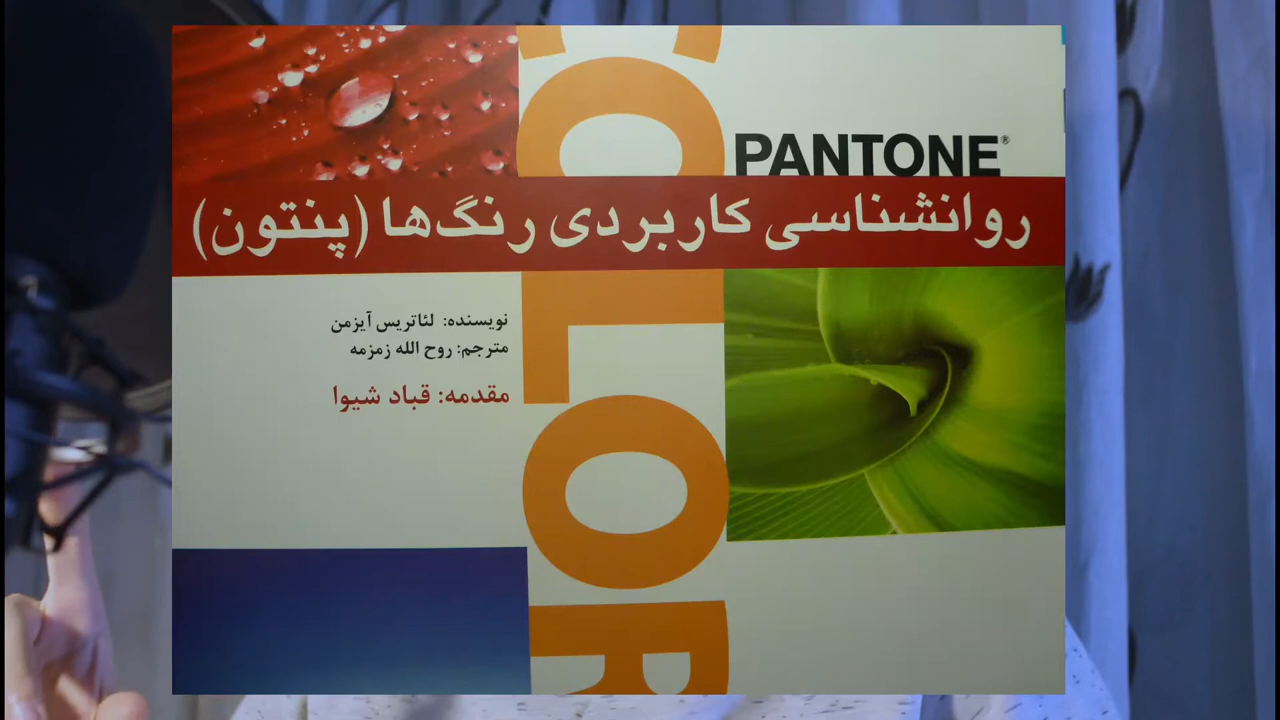 COLOR
PANTONE®
روانشناسی کاربردی رنگ‌ها (پنتون)
نویسنده: لئاتریس آیزمن
مترجم: روح الله زمزمه
مقدمه: قباد شیوا